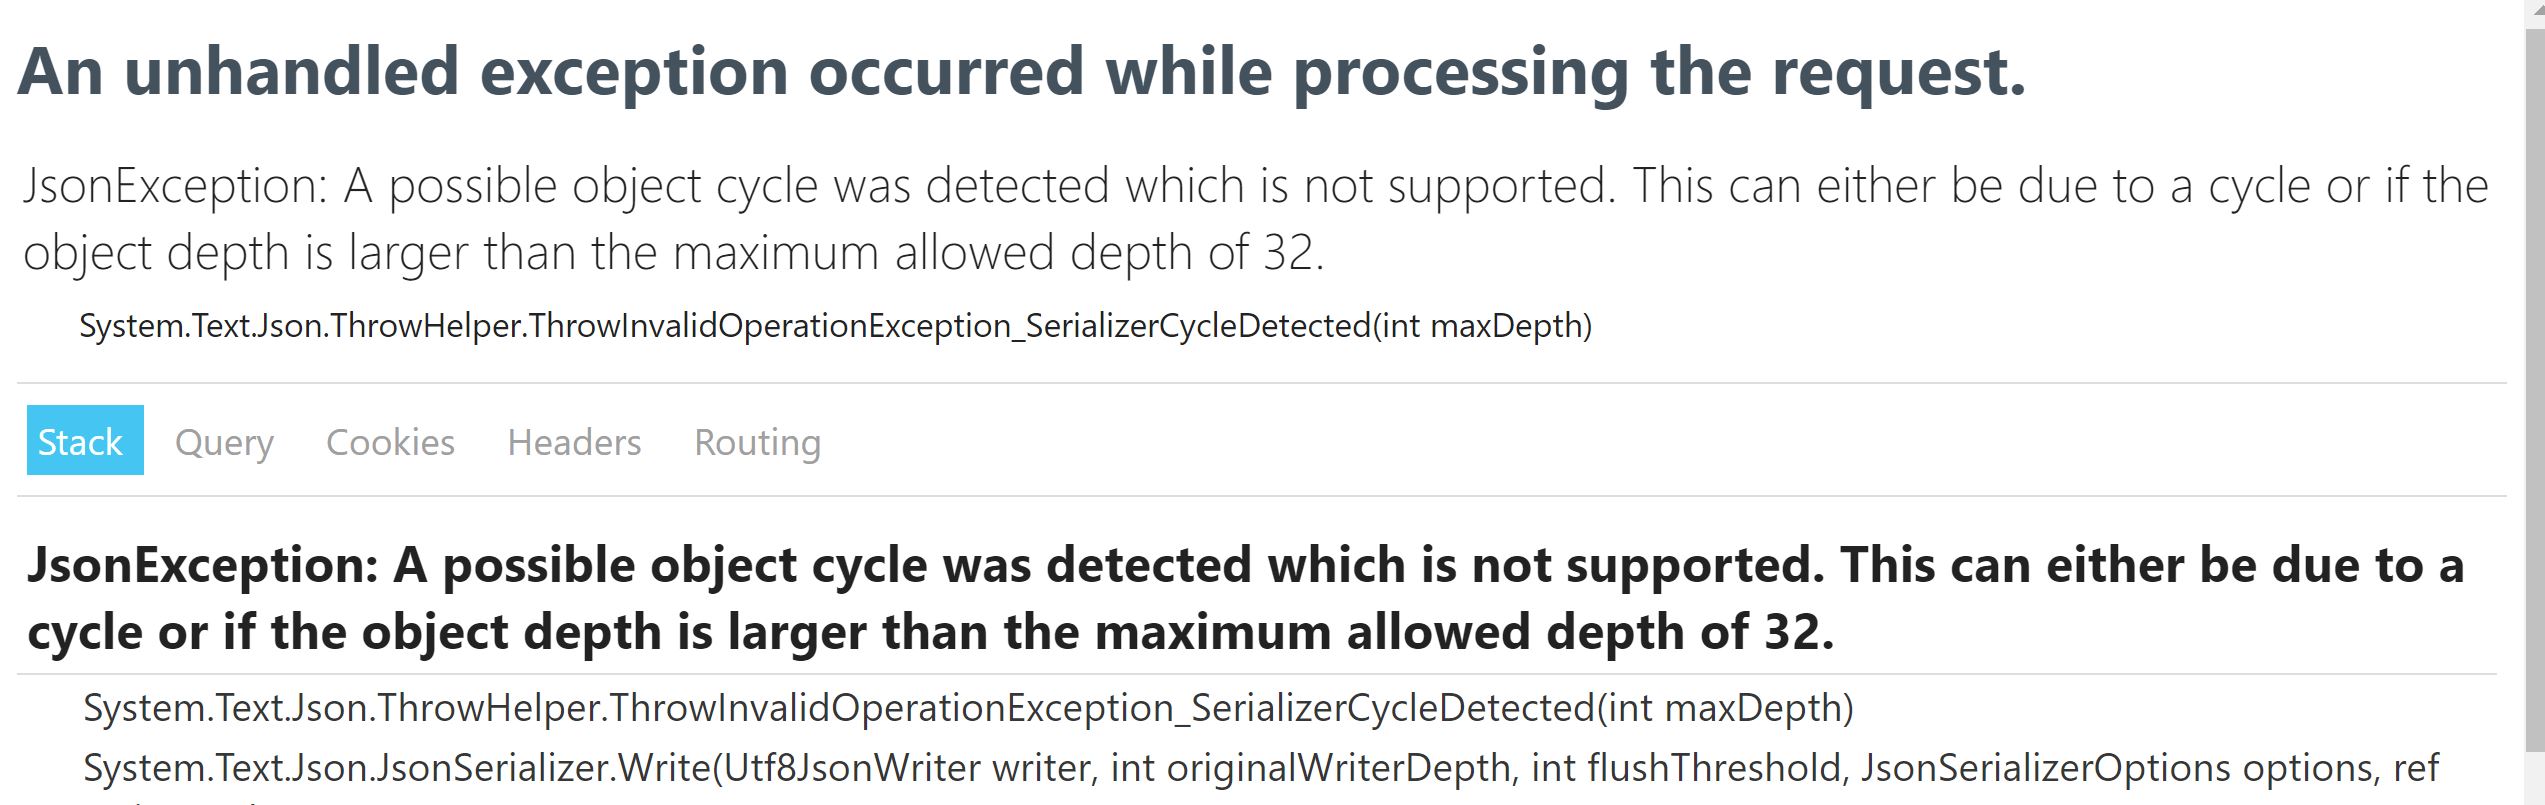 An unhandled exception occurred while processing the request.
JsonException: A possible object cycle was detected which is not supported. This can either be due to a cycle or if the
object depth is larger than the maximum allowed depth of 32.
System.Text.Json.ThrowHelper.ThrowInvalidOperationException_SerializerCycleDetected(int maxDepth)
Stack Query Cookies Headers Routing
JsonException: A possible object cycle was detected which is not supported. This can either be due to a
cycle or if the object depth is larger than the maximum allowed depth of 32.
System.Text.Json.ThrowHelper.ThrowInvalidOperationException_SerializerCycleDetected(int maxDepth)
System.Text.Json.JsonSerializer.Write(Utf8JsonWriter writer, int originalWriterDepth, int flushThreshold, JsonSerializerOptions options, ref